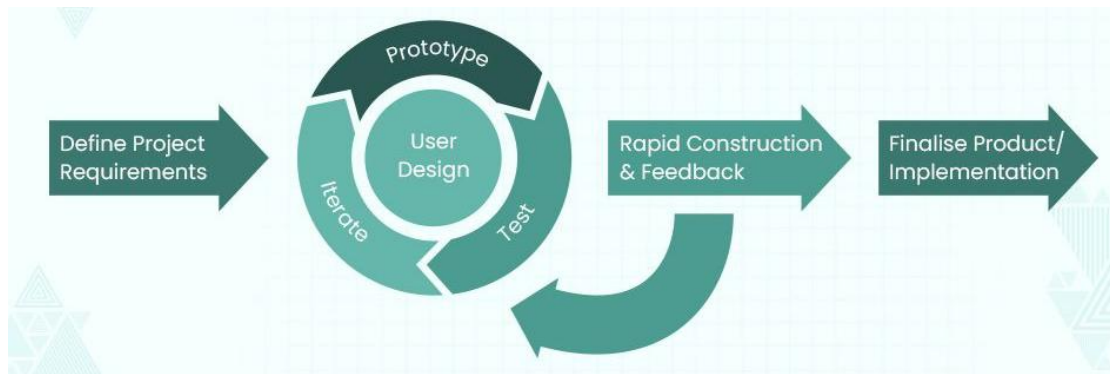 Define Project
Requirements
Prototype
User
Design
Iterate
Test
Rapid Construction
& Feedback
Finalise Product/
Implementation